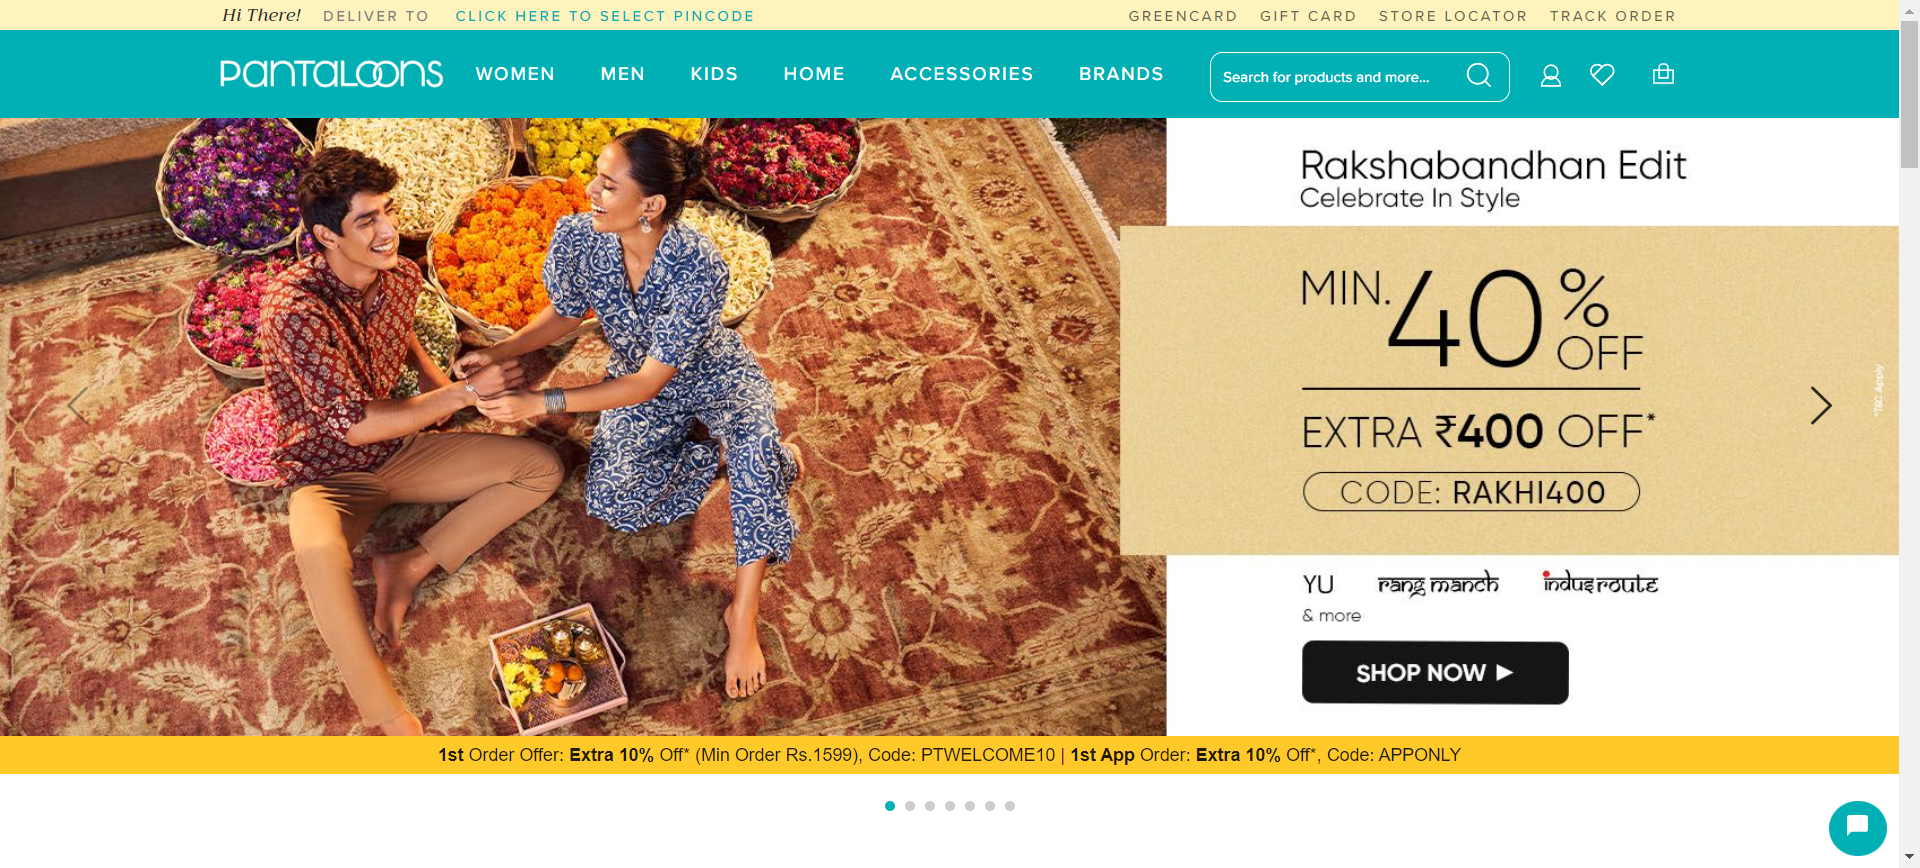 Hi There! DELIVER TO CLICK HERE TO SELECT PINCODE GREENCARD GIFT CARD STORE LOCATOR TRACK ORDER
PANTALOONS WOMEN MEN KIDS HOME ACCESSORIES BRANDS Search for products and more...
Rakshabandhan Edit
Celebrate In Style
MIN. 40% OFF
EXTRA ₹400 OFF*
CODE: RAKHI400
*T&C Apply
YU rang manch indus route
& more
SHOP NOW ►
1st Order Offer: Extra 10% Off* (Min Order Rs.1599), Code: PTWELCOME10 | 1st App Order: Extra 10% Off*, Code: APPONLY